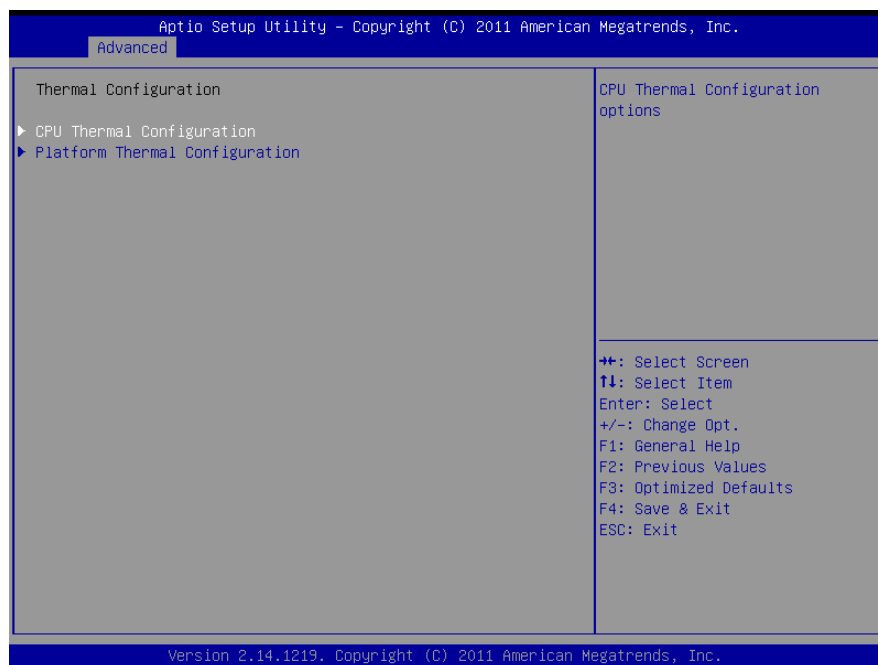 Aptio Setup Utility – Copyright (C) 2011 American Megatrends, Inc.
Advanced
Thermal Configuration
CPU Thermal Configuration
Platform Thermal Configuration
CPU Thermal Configuration
options
→←: Select Screen
↑↓: Select Item
Enter: Select
+/-: Change Opt.
F1: General Help
F2: Previous Values
F3: Optimized Defaults
F4: Save & Exit
ESC: Exit
Version 2.14.1219. Copyright (C) 2011 American Megatrends, Inc.